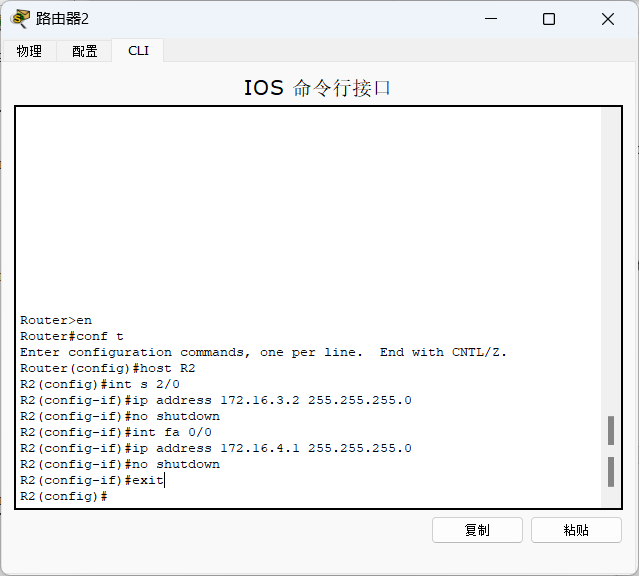 路由器2
物理 配置 CLI
IOS 命令行接口
Router>en
Router#conf t
Enter configuration commands, one per line.  End with CNTL/Z.
Router(config)#host R2
R2(config)#int s 2/0
R2(config-if)#ip address 172.16.3.2 255.255.255.0
R2(config-if)#no shutdown
R2(config-if)#int fa 0/0
R2(config-if)#ip address 172.16.4.1 255.255.255.0
R2(config-if)#no shutdown
R2(config-if)#exit
R2(config)#
复制 粘贴